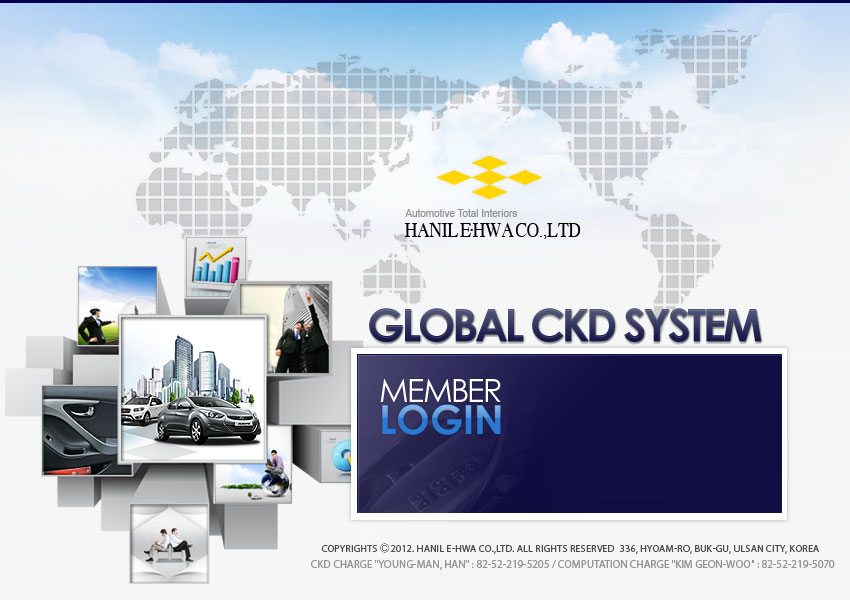 Automotive Total Interiors
HANIL E-HWA CO.,LTD
GLOBAL CKD SYSTEM
MEMBER
LOGIN
COPYRIGHTS ©2012. HANIL E-HWA CO.,LTD. ALL RIGHTS RESERVED 336, HYOAM-RO, BUK-GU, ULSAN CITY, KOREA
CKD CHARGE "YOUNG-MAN, HAN" : 82-52-219-5205 / COMPUTATION CHARGE "KIM GEON-WOO" : 82-52-219-5070